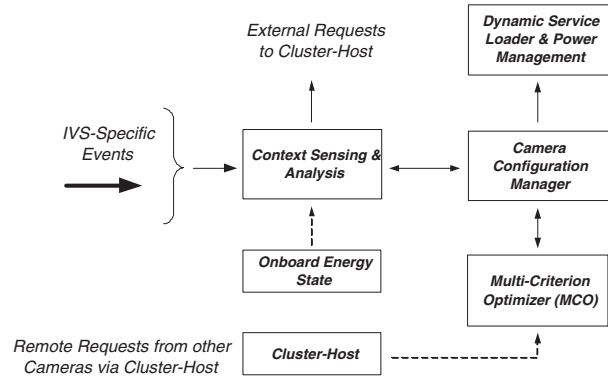 External Requests
to Cluster-Host
Dynamic Service
Loader & Power
Management
IVS-Specific
Events
Context Sensing &
Analysis
Camera
Configuration
Manager
Onboard Energy
State
Multi-Criterion
Optimizer (MCO)
Remote Requests from other
Cameras via Cluster-Host
Cluster-Host